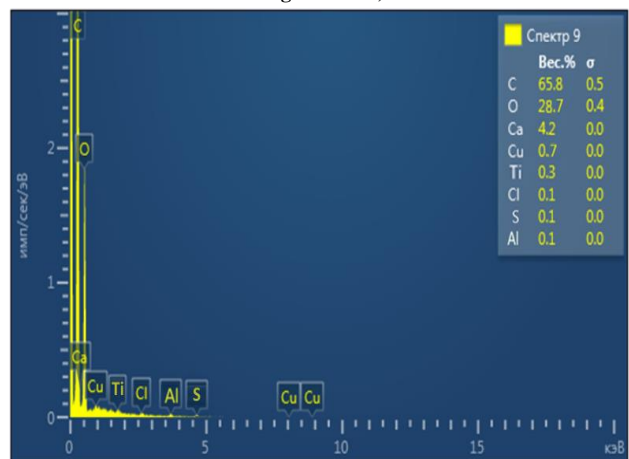 Спектр 9
Вес.% σ
C 65.8 0.5
O 28.7 0.4
Ca 4.2 0.0
Cu 0.7 0.0
Ti 0.3 0.0
Cl 0.1 0.0
S 0.1 0.0
Al 0.1 0.0
C
O
2
имп/сек/эВ
1
Ca
Cu Ti Cl Al S Cu Cu
0
0 5 10 15 кэВ